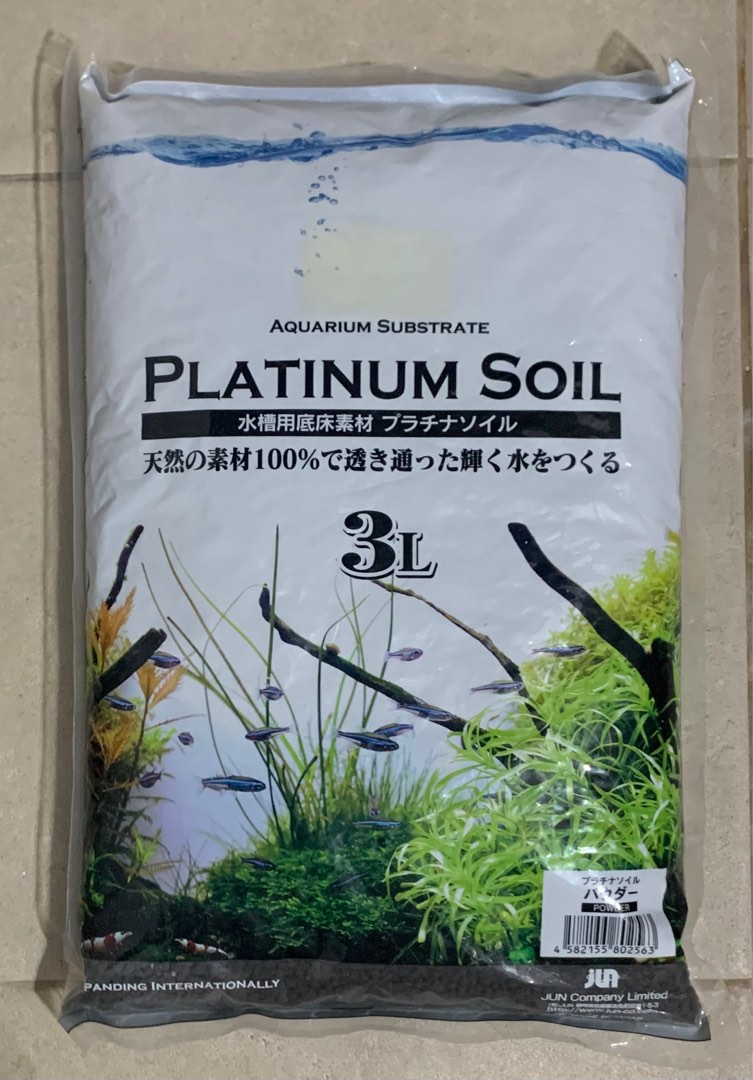 AQUARIUM SUBSTRATE
PLATINUM SOIL
水槽用底床素材 プラチナソイル
天然の素材100%で透き通った輝く水をつくる
3L
プラチナソイル
パウダー
POWDER
4 582155 802563
PANDING INTERNATIONALLY
JUN
JUN Company Limited